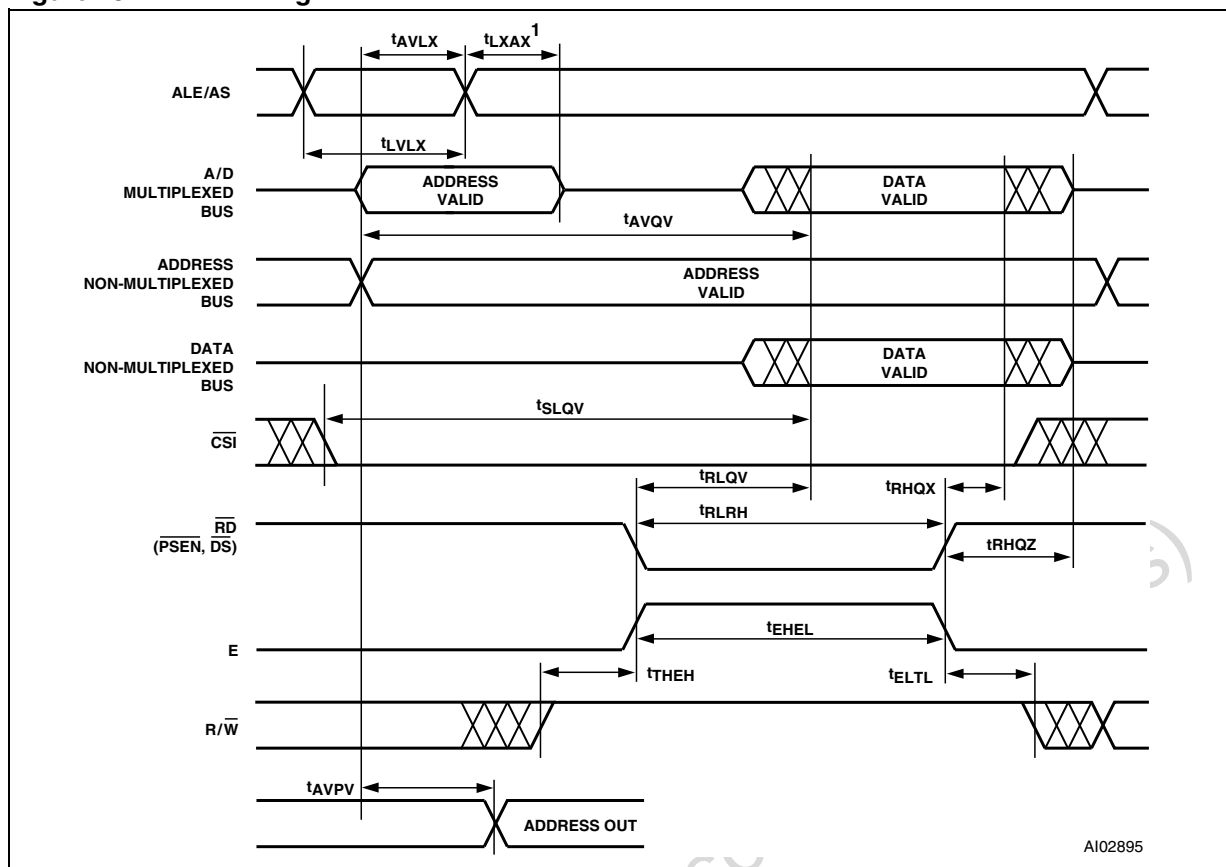 tAVLX
tLXAX1
ALE/AS
tLVLX
A/D
MULTIPLEXED
BUS
ADDRESS
VALID
DATA
VALID
tAVQV
ADDRESS
NON-MULTIPLEXED
BUS
ADDRESS
VALID
DATA
NON-MULTIPLEXED
BUS
DATA
VALID
tSLQV
CSI
tRLQV
tRHQX
tRLRH
RD
(PSEN, DS)
tRHQZ
tEHEL
E
tTHEH
tELTL
R/W
tAVPV
ADDRESS OUT
AI02895